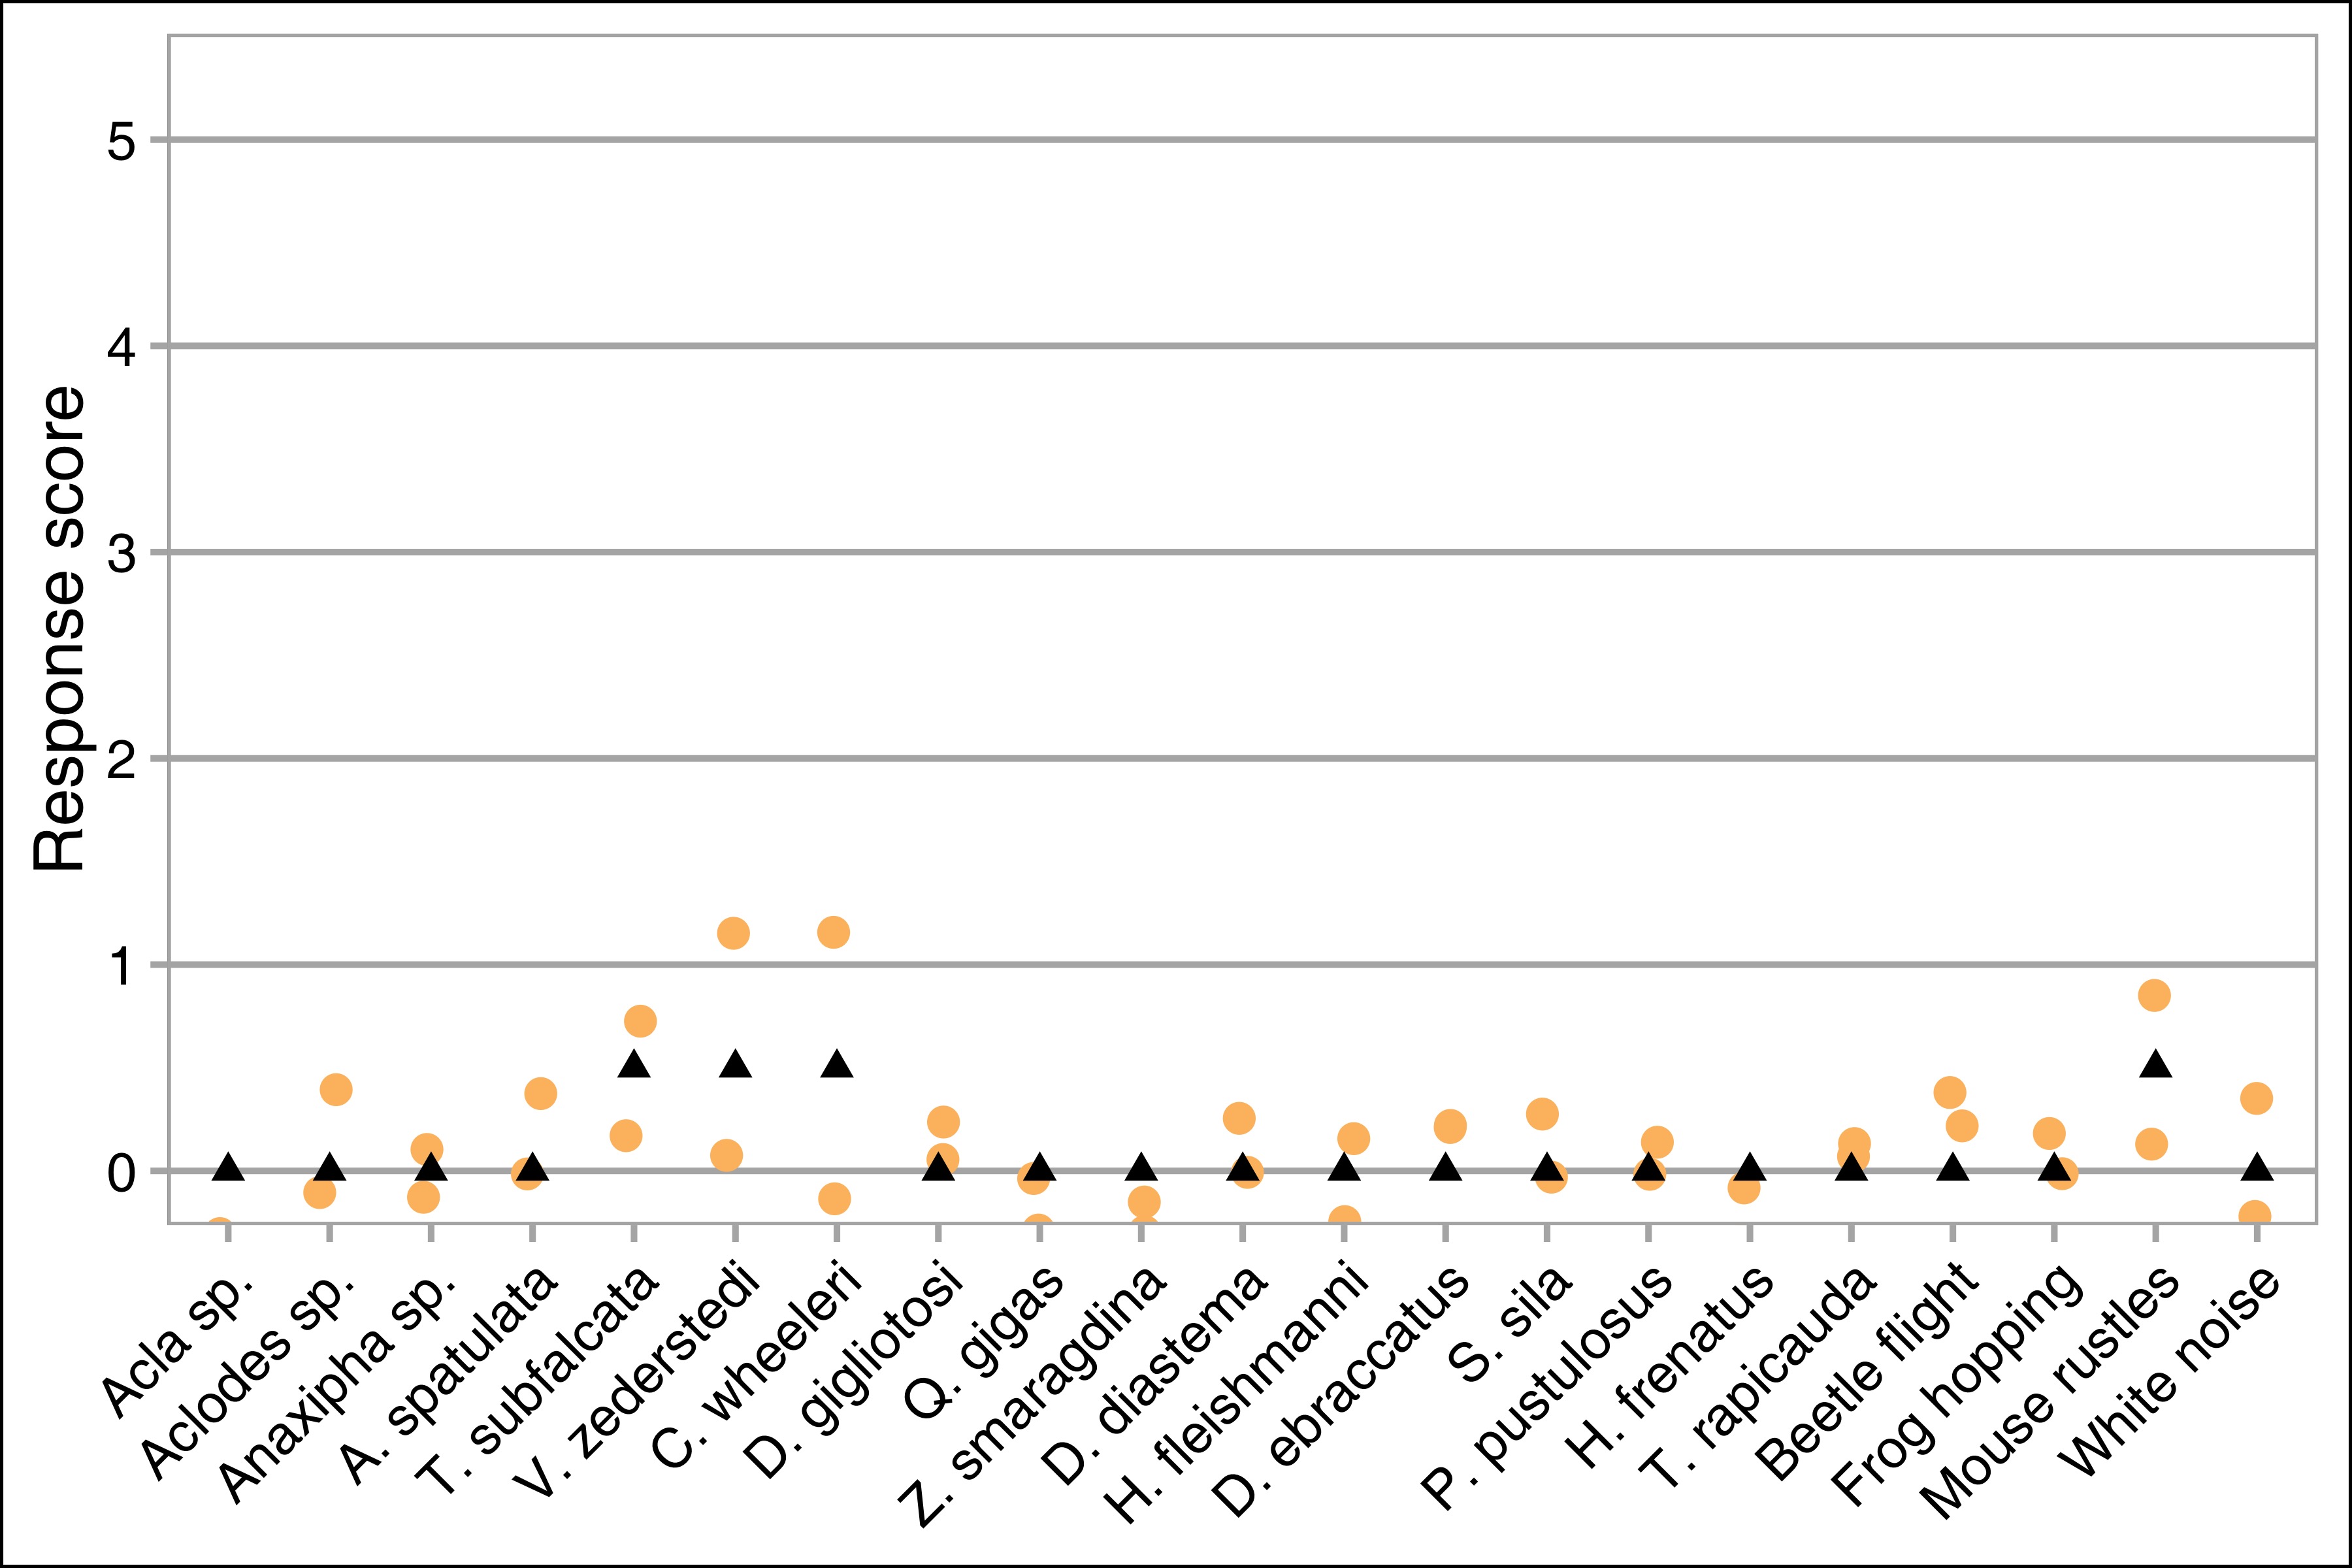 Response score
5
4
3
2
1
0
Acla sp.
Aclodes sp.
Anaxipha sp.
A. spatulata
T. subfalcata
V. zederstedi
C. wheeleri
D. gigliotosi
Q. gigas
Z. smaragdina
D. diastema
H. fleishmanni
D. ebraccatus
S. sila
P. pustulosus
H. frenatus
T. rapicauda
Beetle flight
Frog hopping
Mouse rustles
White noise